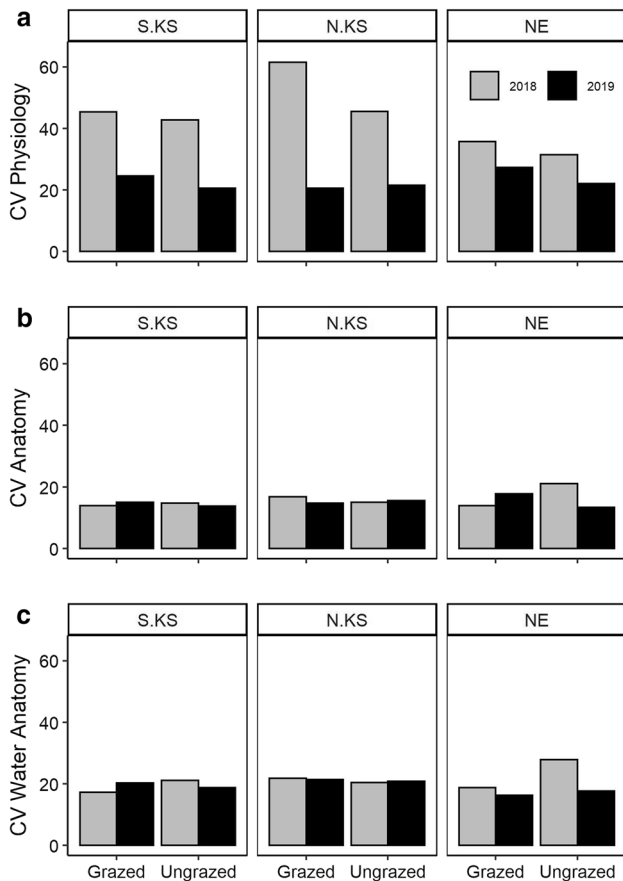 a
S.KS N.KS NE
60
40
20
0
CV Physiology
2018 2019
b
S.KS N.KS NE
60
40
20
0
CV Anatomy
c
S.KS N.KS NE
60
40
20
0
CV Water Anatomy
Grazed Ungrazed Grazed Ungrazed Grazed Ungrazed